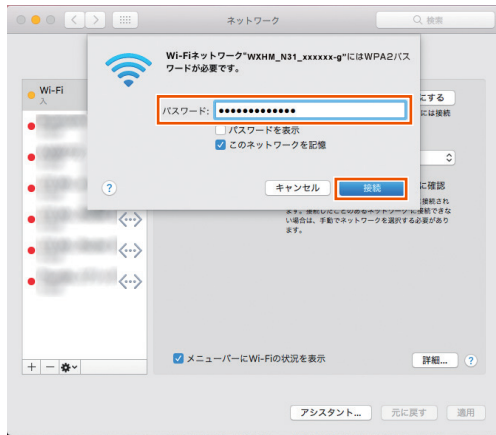 ネットワーク
検索
Wi-Fiネットワーク"WXHM_N31_xxxxxx-g"にはWPA2パス
ワードが必要です。
Wi-Fi
入
パスワード: •••••••••••••
パスワードを表示
このネットワークを記憶
にする
には接続
? キャンセル 接続
に確認
接続され
ます。接続したことのあるネットワークに接続できな
い場合は、手動でネットワークを選択する必要があり
ます。
メニューバーにWi-Fiの状況を表示
詳細... ?
アシスタント... 元に戻す 適用